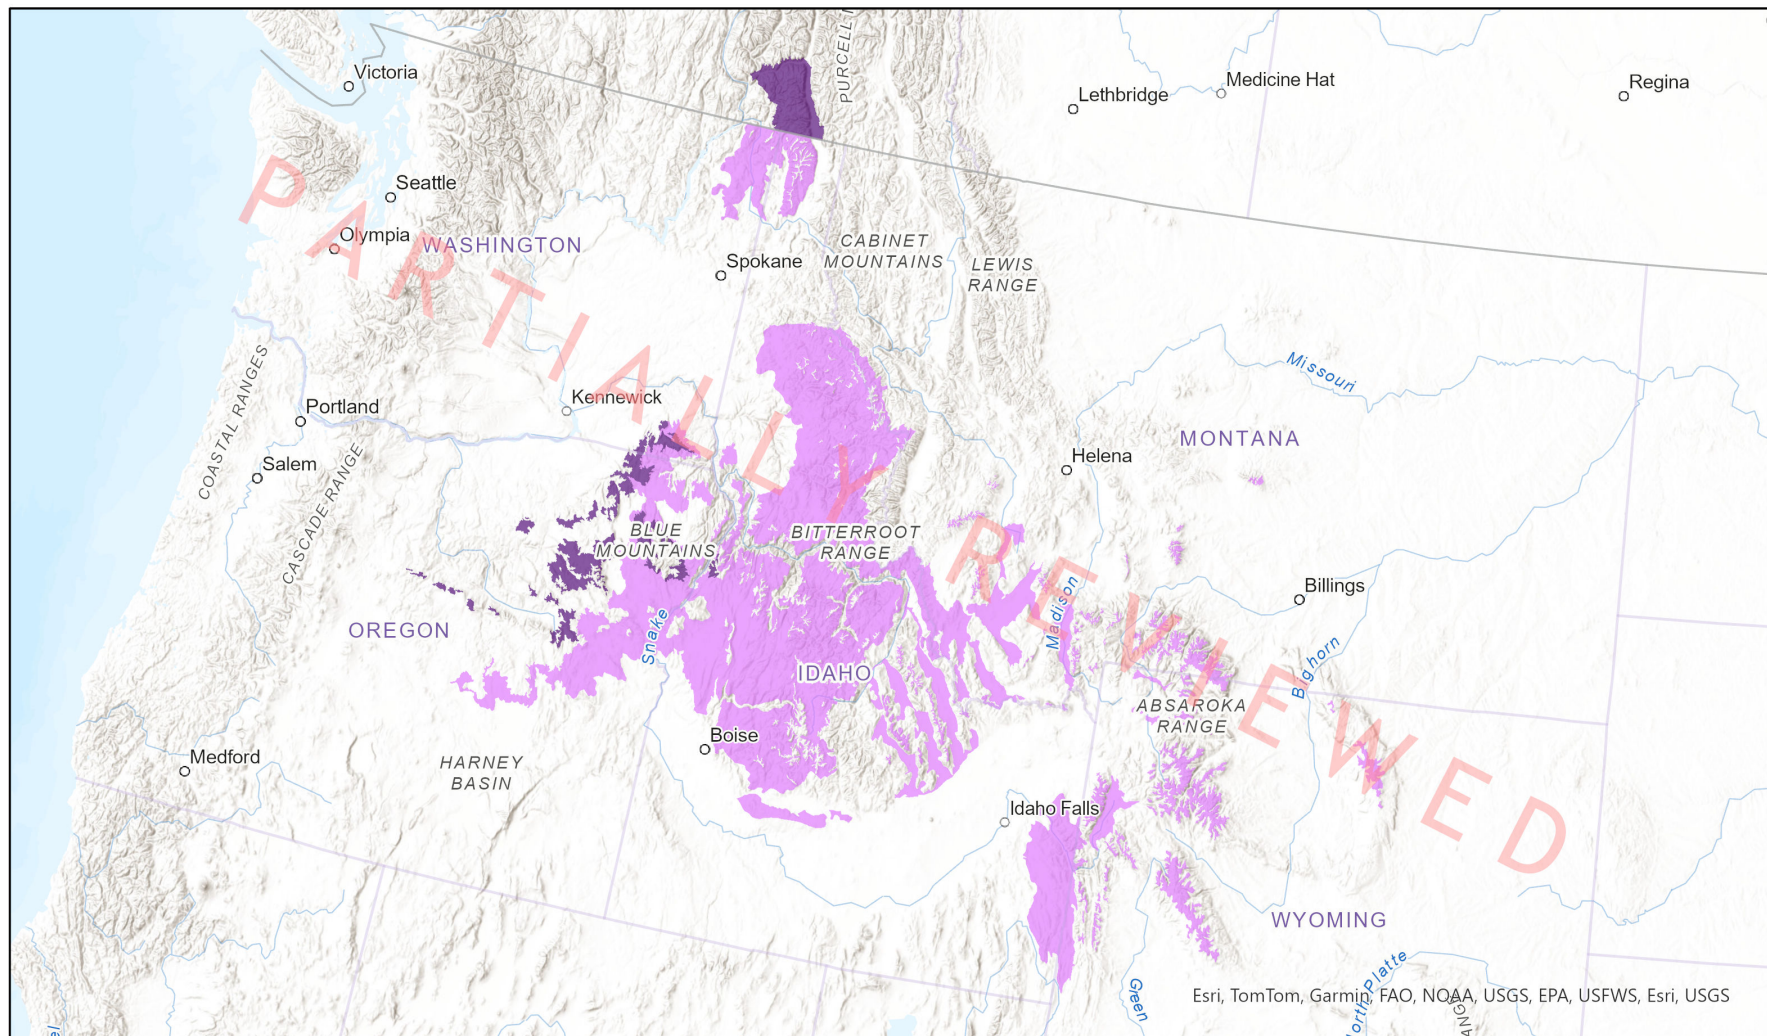 PURCELL
Victoria
Lethbridge
Medicine Hat
Regina
Seattle
Olympia
WASHINGTON
Spokane
CABINET
MOUNTAINS
LEWIS
RANGE
PARTIALLY REVIEWED
Missouri
COASTAL RANGES
Portland
Kennewick
Salem
CASCADE RANGE
Helena
MONTANA
BLUE
MOUNTAINS
BITTERROOT
RANGE
Billings
Madison
OREGON
Snake
IDAHO
Bighorn
ABSAROKA
RANGE
Boise
Medford
HARNEY
BASIN
Idaho Falls
WYOMING
Green
North Platte
Esri, TomTom, Garmin, FAO, NOAA, USGS, EPA, USFWS, Esri, USGS